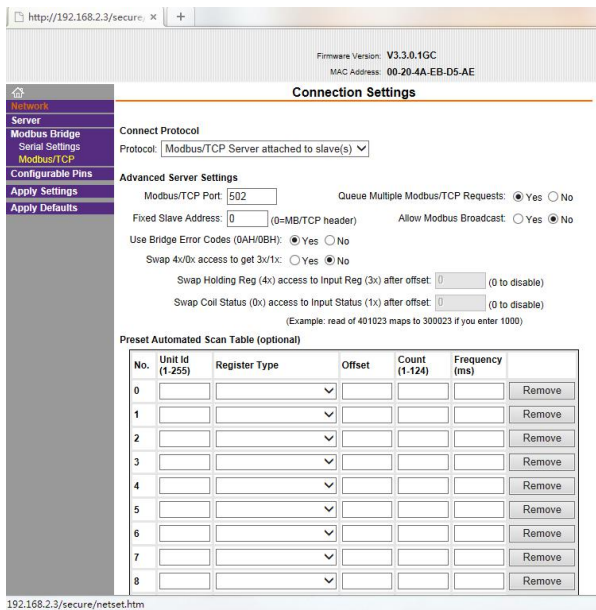 http://192.168.2.3/secure/ × +
Firmware Version: V3.3.0.1GC
MAC Address: 00-20-4A-EB-D5-AE
Connection Settings
Network
Server
Modbus Bridge
Serial Settings
Modbus/TCP
Configurable Pins
Apply Settings
Apply Defaults
Connect Protocol
Protocol: Modbus/TCP Server attached to slave(s)
Advanced Server Settings
Modbus/TCP Port: 502 Queue Multiple Modbus/TCP Requests: Yes No
Fixed Slave Address: 0 (0=MB/TCP header) Allow Modbus Broadcast: Yes No
Use Bridge Error Codes (0AH/0BH): Yes No
Swap 4x/0x access to get 3x/1x: Yes No
Swap Holding Reg (4x) access to Input Reg (3x) after offset: 0 (0 to disable)
Swap Coil Status (0x) access to Input Status (1x) after offset: 0 (0 to disable)
(Example: read of 401023 maps to 300023 if you enter 1000)
Preset Automated Scan Table (optional)
No. Unit Id (1-255) Register Type Offset Count (1-124) Frequency (ms)
0 Remove
1 Remove
2 Remove
3 Remove
4 Remove
5 Remove
6 Remove
7 Remove
8 Remove
192.168.2.3/secure/netset.htm